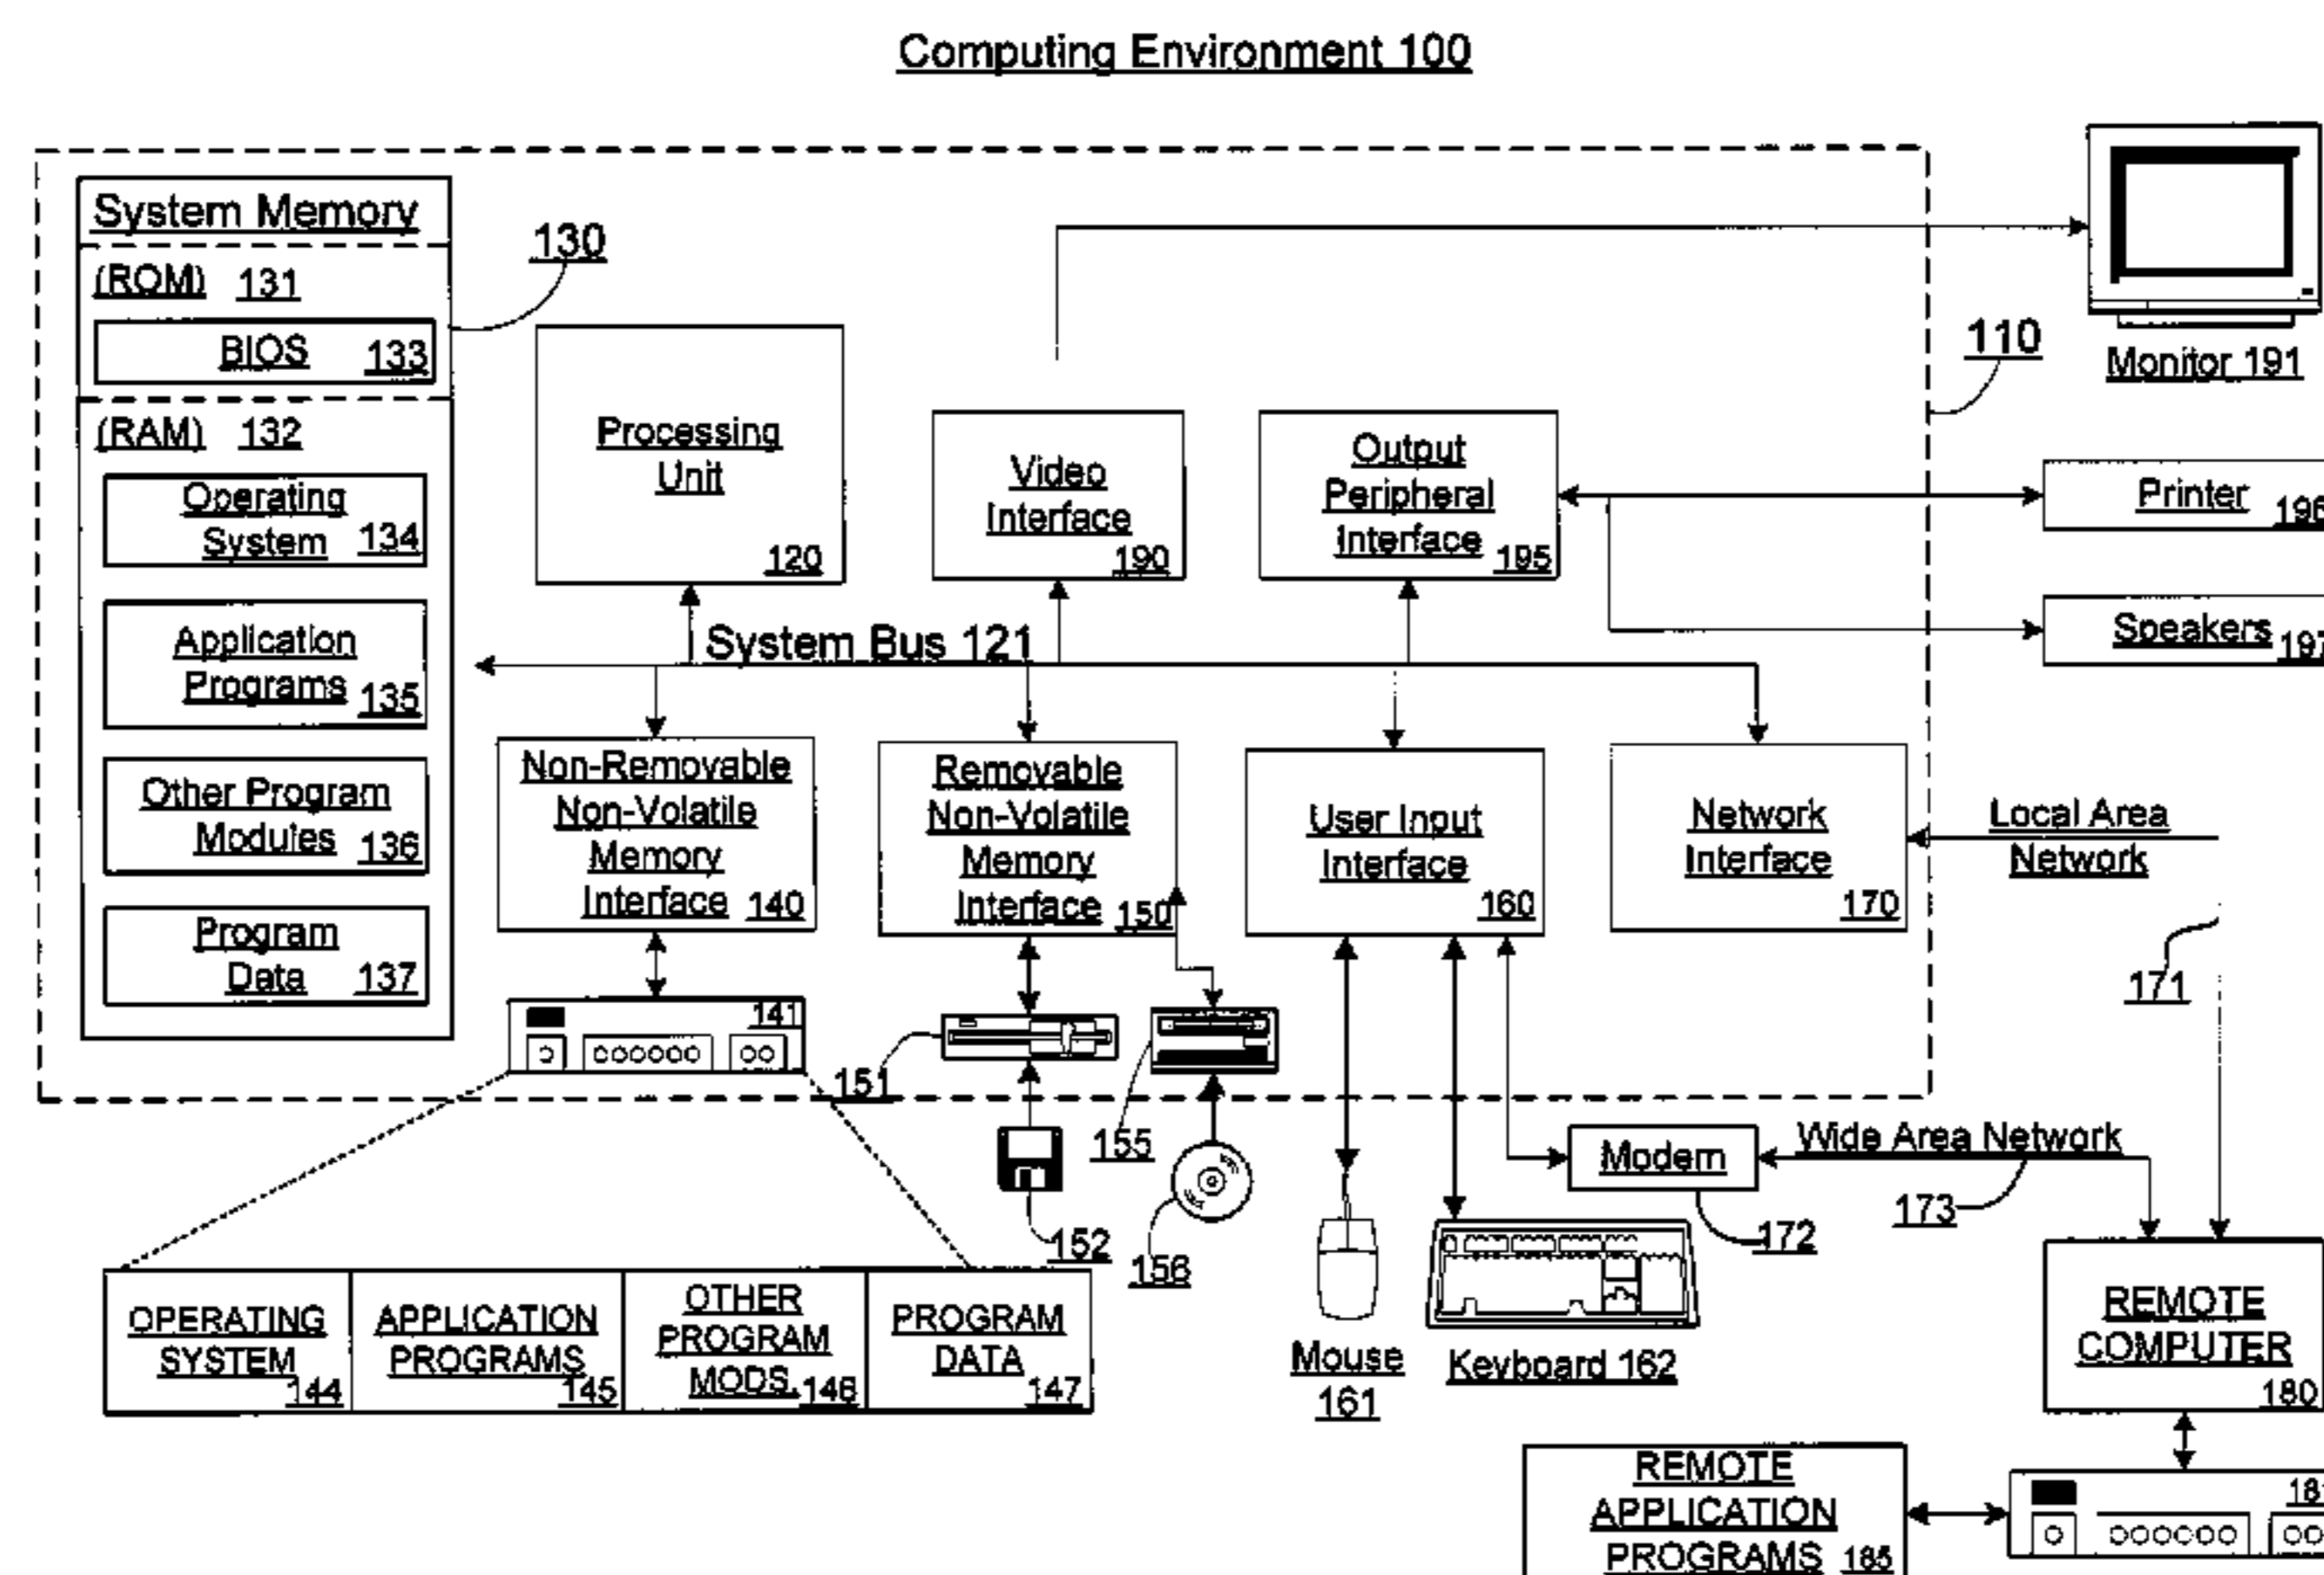 Computing Environment 100
System Memory
(ROM) 131
BIOS 133
(RAM) 132
Operating
System 134
Application
Programs 135
Other Program
Modules 136
Program
Data 137
130
Processing
Unit
120
Video
Interface
190
Output
Peripheral
Interface 195
110
Monitor 191
Printer 196
Speakers 197
System Bus 121
Non-Removable
Non-Volatile
Memory
Interface 140
Removable
Non-Volatile
Memory
Interface 150
User Input
Interface
160
Network
Interface
170
Local Area
Network
171
141
151
155
152
156
Modem
172
Wide Area Network
173
Mouse
161
Keyboard 162
OPERATING
SYSTEM 144
APPLICATION
PROGRAMS 145
OTHER
PROGRAM
MODS. 146
PROGRAM
DATA 147
REMOTE
COMPUTER
180
181
REMOTE
APPLICATION
PROGRAMS 185